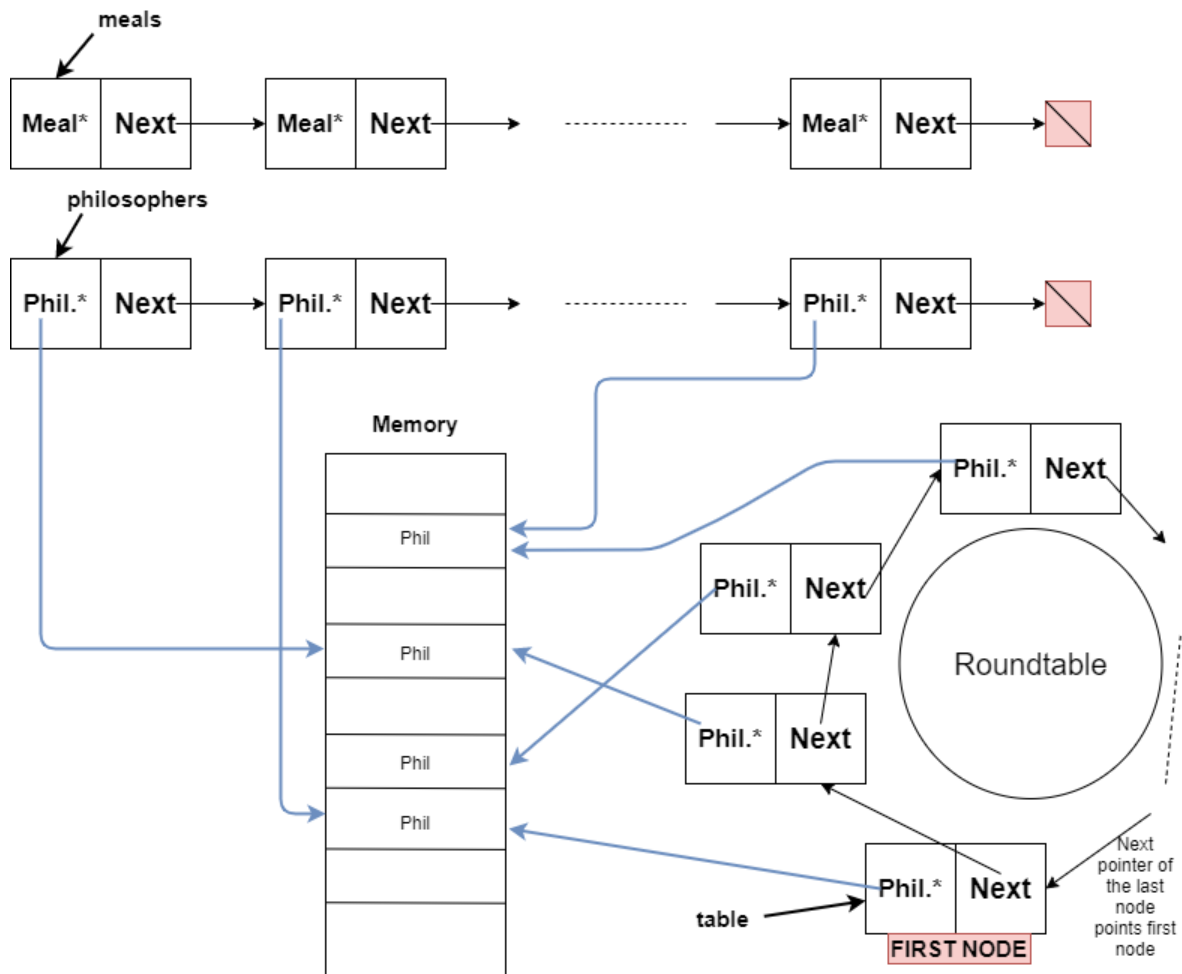 meals
Meal* Next Meal* Next Meal* Next
philosophers
Phil.* Next Phil.* Next Phil.* Next
Memory
Phil.* Next
Phil
Phil.* Next
Roundtable
Phil
Phil.* Next
Phil
Phil
Phil.* Next
table
FIRST NODE
Next
pointer of
the last
node
points first
node